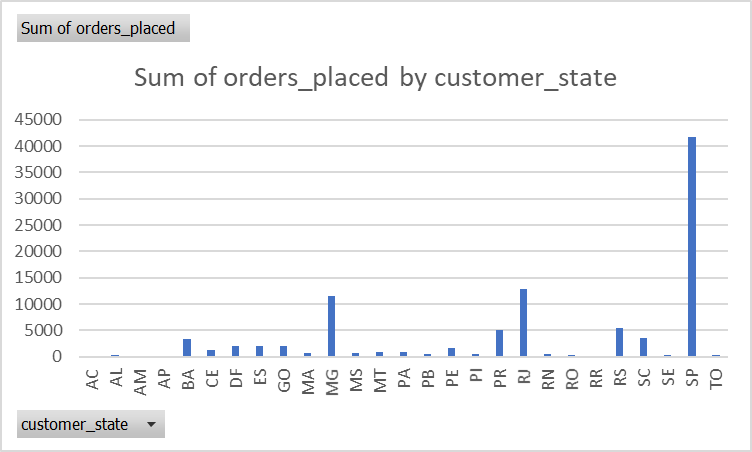 Sum of orders_placed
Sum of orders_placed by customer_state
45000
40000
35000
30000
25000
20000
15000
10000
5000
0
AC AL AM AP BA CE DF ES GO MA MG MS MT PA PB PE PI PR RJ RN RO RR RS SC SE SP TO
customer_state